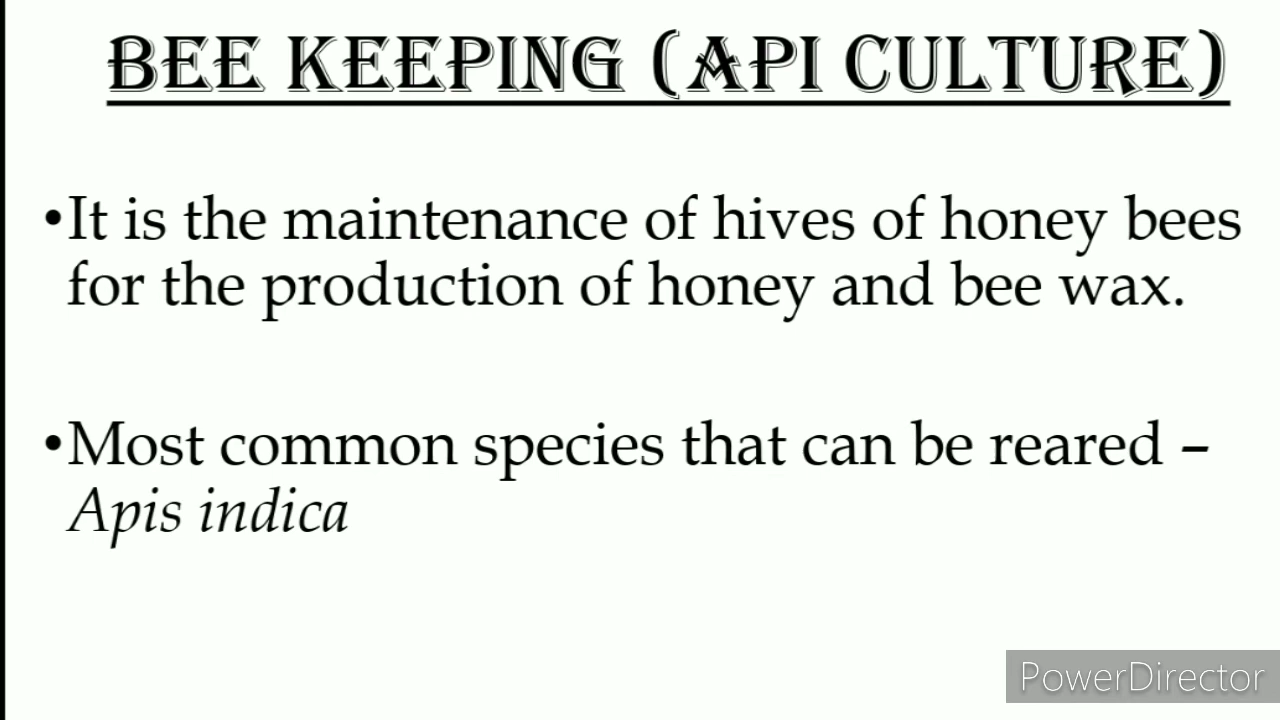 BEE KEEPING (API CULTURE)
•It is the maintenance of hives of honey bees
for the production of honey and bee wax.
•Most common species that can be reared –
Apis indica
PowerDirector